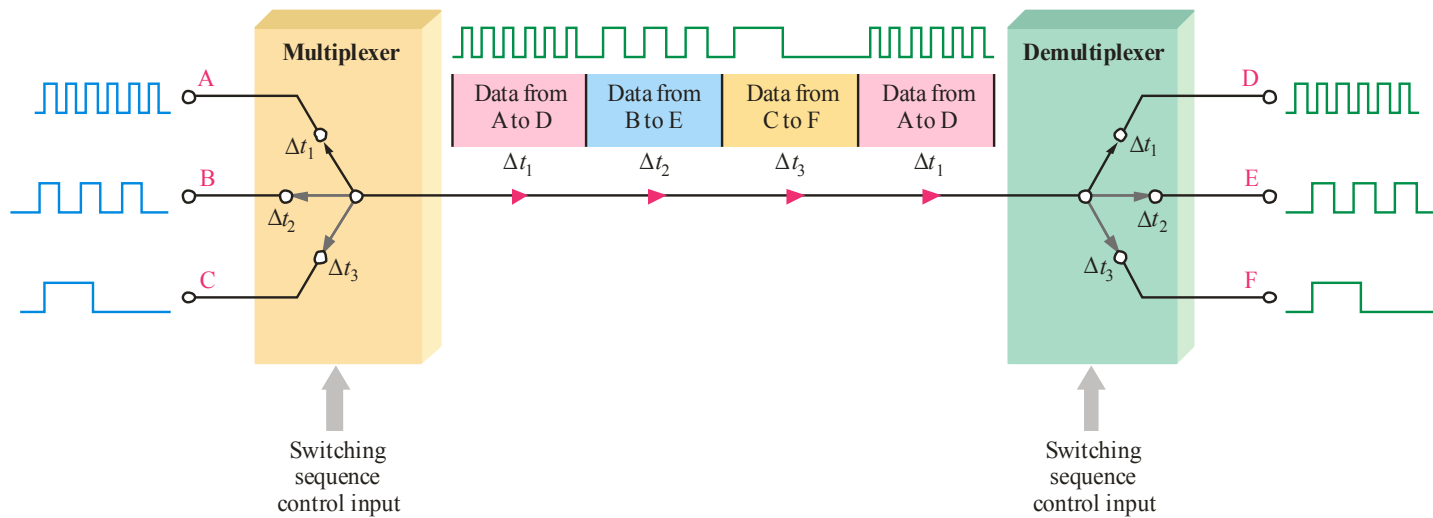 Multiplexer
Demultiplexer
A
B
C
Δt₁
Δt₂
Δt₃
Data from
A to D
Data from
B to E
Data from
C to F
Data from
A to D
Δt₁
Δt₂
Δt₃
Δt₁
D
E
F
Δt₁
Δt₂
Δt₃
Switching
sequence
control input
Switching
sequence
control input